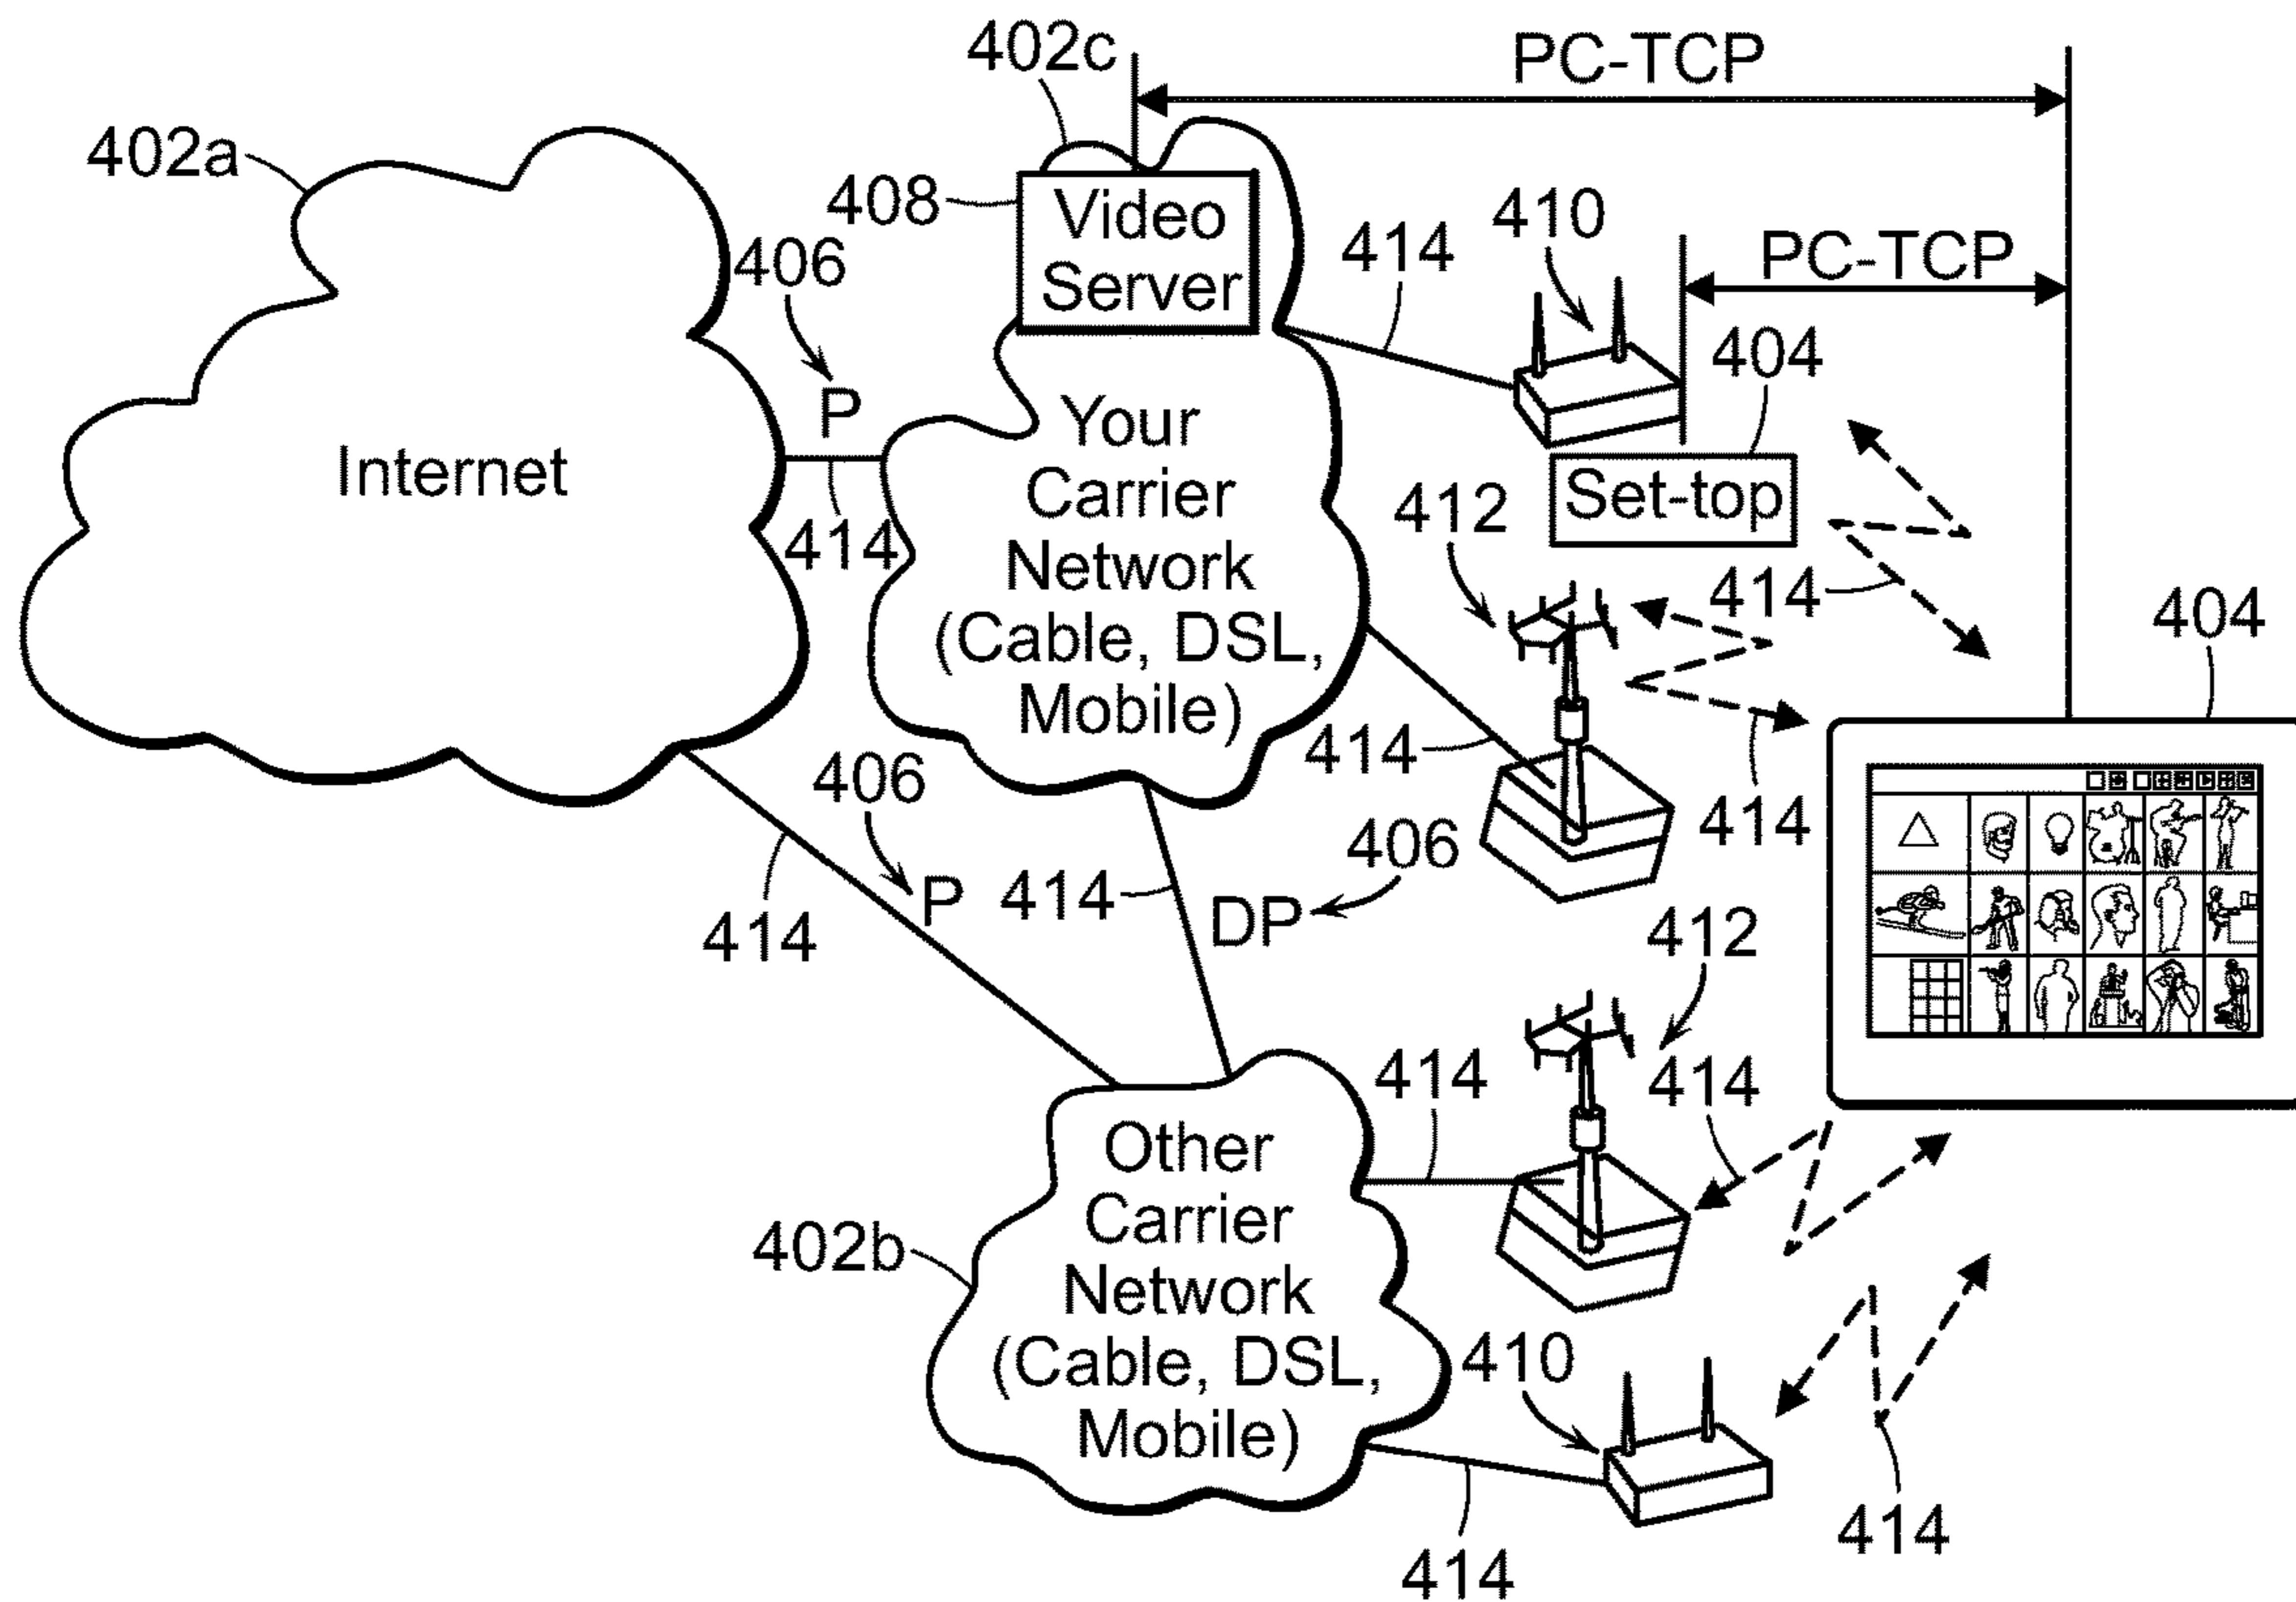 402c
PC-TCP
402a
408
Video
Server
406
414
410
PC-TCP
404
P
Internet
Your
Carrier
Network
(Cable, DSL,
Mobile)
414
Set-top
412
414
404
414
414
406
P
414
414
DP
406
412
414
414
Other
Carrier
Network
(Cable, DSL,
Mobile)
402b
410
414
414